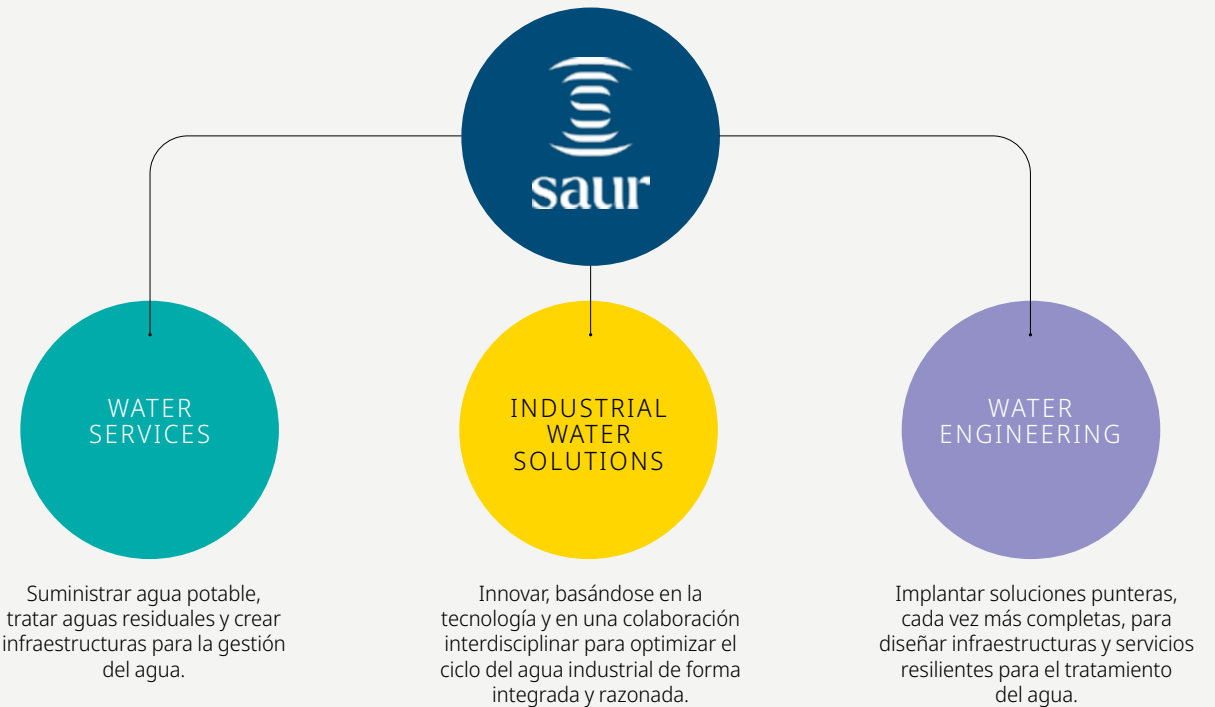 saur
WATER
SERVICES
Suministrar agua potable,
tratar aguas residuales y crear
infraestructuras para la gestión
del agua.
INDUSTRIAL
WATER
SOLUTIONS
Innovar, basándose en la
tecnología y en una colaboración
interdisciplinar para optimizar el
ciclo del agua industrial de forma
integrada y razonada.
WATER
ENGINEERING
Implantar soluciones punteras,
cada vez más completas, para
diseñar infraestructuras y servicios
resilientes para el tratamiento
del agua.